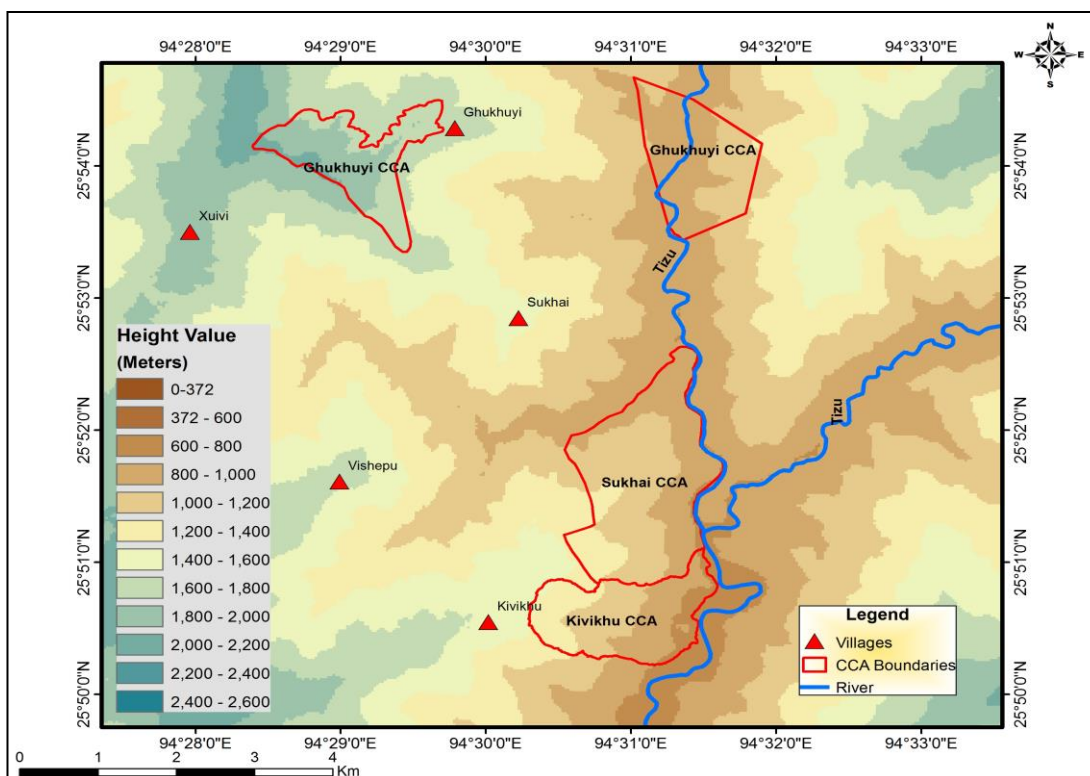 94°28'0"E 94°29'0"E 94°30'0"E 94°31'0"E 94°32'0"E 94°33'0"E
N
W E
S
25°54'0"N
25°53'0"N
25°52'0"N
25°51'0"N
25°50'0"N
Ghukhuyi
Ghukhuyi CCA
Ghukhuyi CCA
Xuivi
Tizu
Sukhai
Tizu
Vishepu
Sukhai CCA
Kivikhu
Kivikhu CCA
Height Value
(Meters)
0-372
372 - 600
600 - 800
800 - 1,000
1,000 - 1,200
1,200 - 1,400
1,400 - 1,600
1,600 - 1,800
1,800 - 2,000
2,000 - 2,200
2,200 - 2,400
2,400 - 2,600
Legend
Villages
CCA Boundaries
River
25°54'0"N
25°53'0"N
25°52'0"N
25°51'0"N
25°50'0"N
94°28'0"E 94°29'0"E 94°30'0"E 94°31'0"E 94°32'0"E 94°33'0"E
0 1 2 3 4
Km